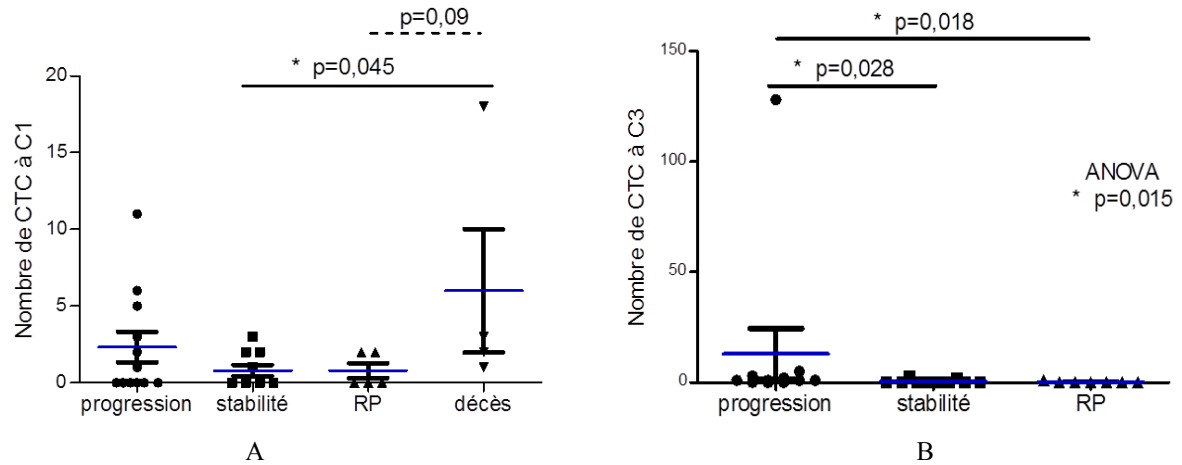 p=0,09
* p=0,045
Nombre de CTC à C1
20
15
10
5
0
progression stabilité RP décès
A
* p=0,018
* p=0,028
Nombre de CTC à C3
150
100
50
0
ANOVA
* p=0,015
progression stabilité RP
B